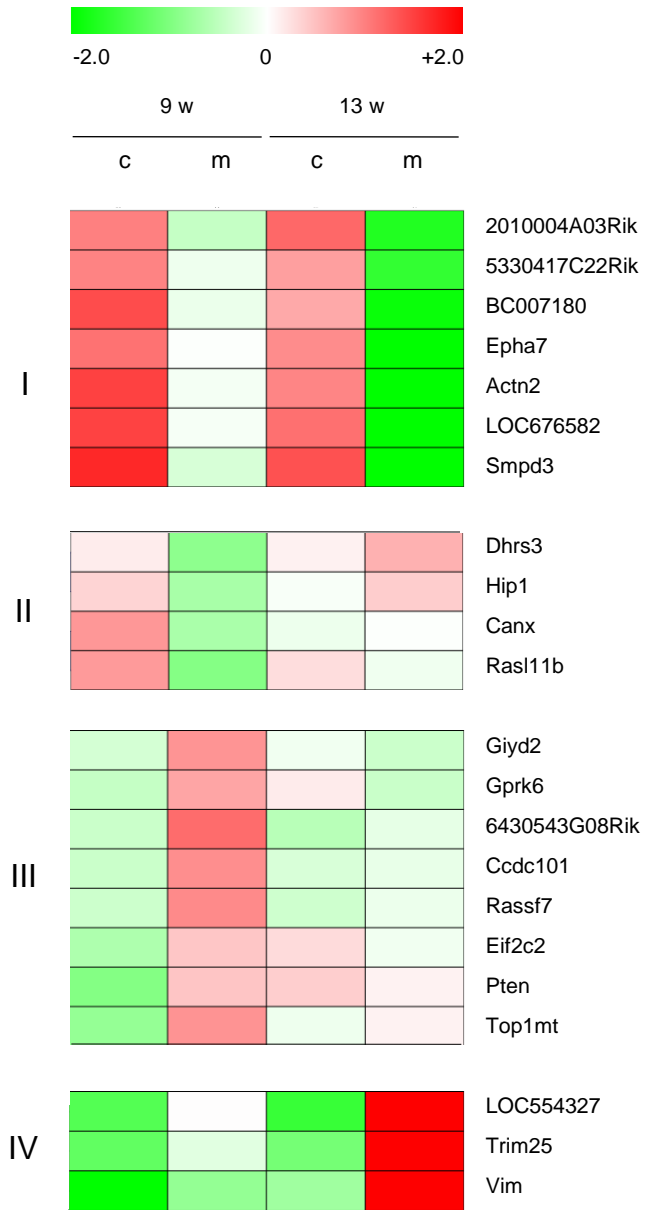 -2.0 0 +2.0
9 w 13 w
c m c m
I
2010004A03Rik
5330417C22Rik
BC007180
Epha7
Actn2
LOC676582
Smpd3
II
Dhrs3
Hip1
Canx
Rasl11b
III
Giyd2
Gprk6
6430543G08Rik
Ccdc101
Rassf7
Eif2c2
Pten
Top1mt
IV
LOC554327
Trim25
Vim